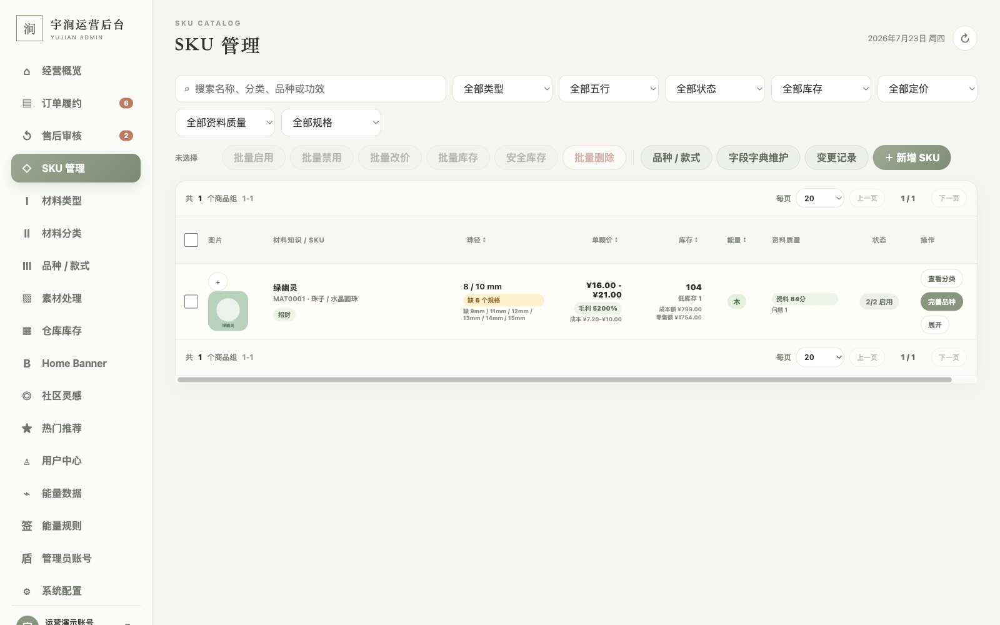 涧
宇涧运营后台
YUJIAN ADMIN
经营概览
订单履约 6
售后审核 2
SKU 管理
I 材料类型
II 材料分类
III 品种 / 款式
素材处理
仓库库存
B Home Banner
社区灵感
热门推荐
用户中心
能量数据
签 能量规则
盾 管理员账号
系统配置
运营演示账号
SKU CATALOG
SKU 管理
2026年7月23日 周四
搜索名称、分类、品种或功效
全部类型
全部五行
全部状态
全部库存
全部定价
全部资料质量
全部规格
未选择
批量启用
批量禁用
批量改价
批量库存
安全库存
批量删除
品种 / 款式
字段字典维护
变更记录
+ 新增 SKU
共 1 个商品组 1-1
每页 20 上一页 1 / 1 下一页
图片
材料知识 / SKU
珠径 ↕
单颗价 ↕
库存 ↕
能量 ↕
资料质量
状态
操作
+
绿幽灵
绿幽灵
MAT0001 · 珠子 / 水晶圆珠
招财
8 / 10 mm
缺 6 个规格
缺 9mm / 11mm / 12mm /
13mm / 14mm / 15mm
¥16.00 -
¥21.00
毛利 5200%
成本 ¥7.20-¥10.00
104
低库存 1
成本额 ¥799.00
零售额 ¥1754.00
木
资料 84分
问题 1
2/2 启用
查看分类
完善品种
展开
共 1 个商品组 1-1
每页 20 上一页 1 / 1 下一页